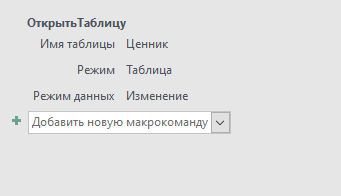 ОткрытьТаблицу
Имя таблицы Ценник
Режим Таблица
Режим данных Изменение
Добавить новую макрокоманду